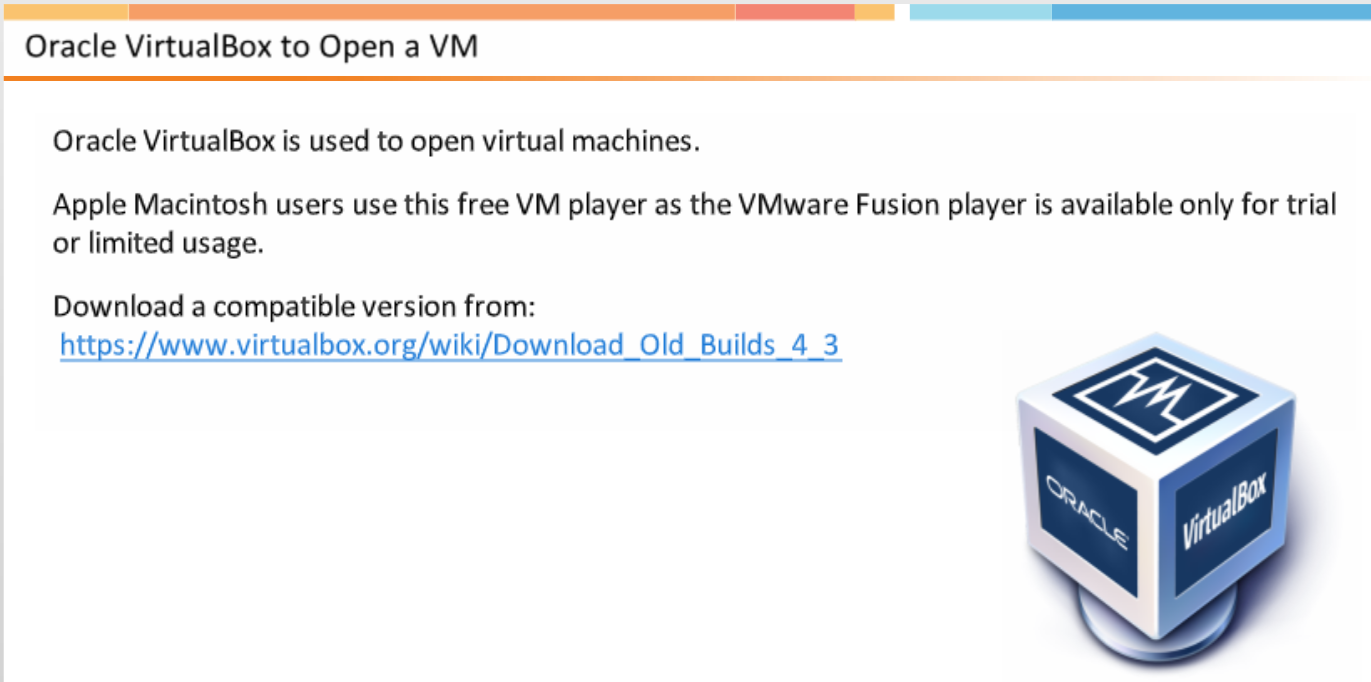 Oracle VirtualBox to Open a VM
Oracle VirtualBox is used to open virtual machines.
Apple Macintosh users use this free VM player as the VMware Fusion player is available only for trial
or limited usage.
Download a compatible version from:
https://www.virtualbox.org/wiki/Download_Old_Builds_4_3
VM
ORACLE
VirtualBox